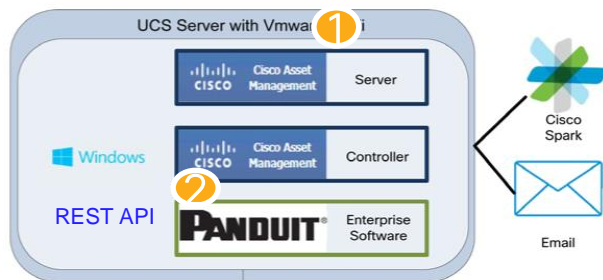 UCS Server with Vmwar i
1
CISCO
Cisco Asset
Management
Server
Cisco
Spark
Windows
CISCO
Cisco Asset
Management
Controller
2
REST API
PANDUIT®
Enterprise
Software
Email